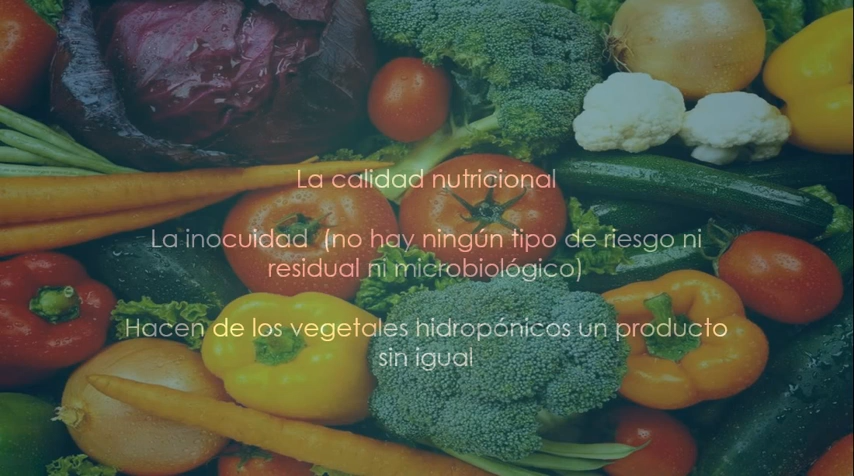 La calidad nutricional
La inocuidad (no hay ningún tipo de riesgo ni
residual ni microbiológico)
Hacen de los vegetales hidropónicos un producto
sin igual